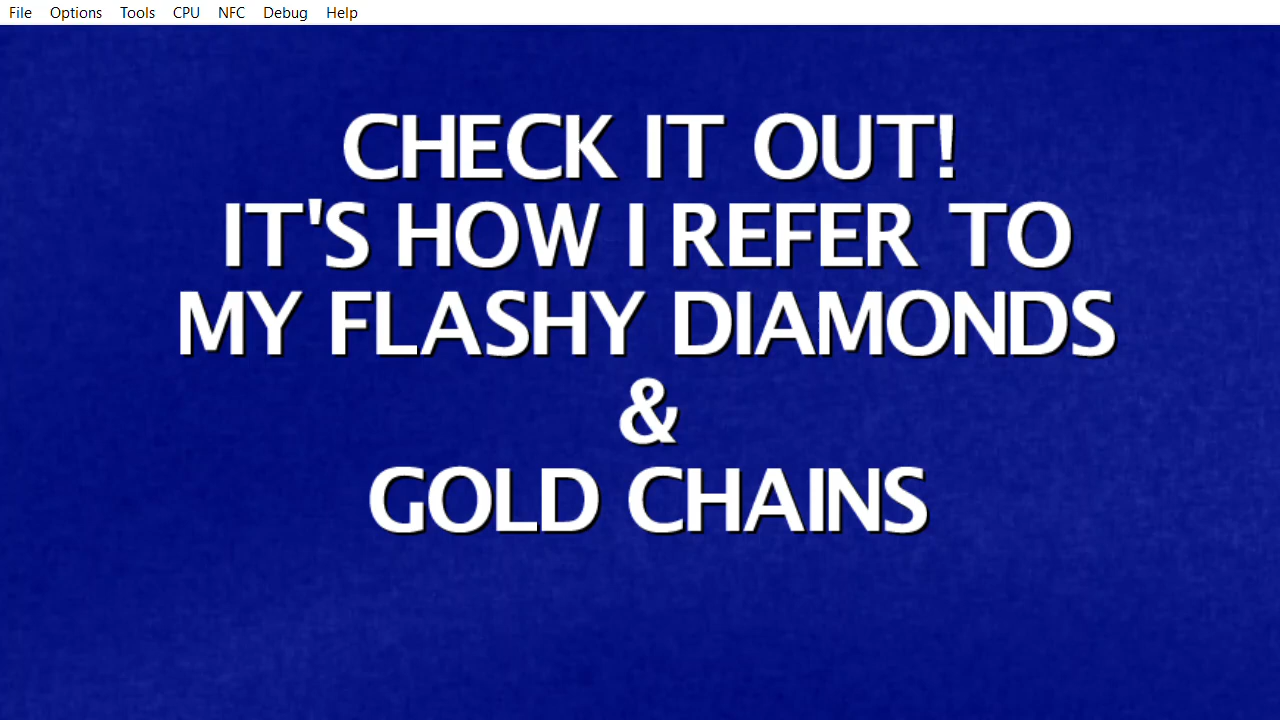 File Options Tools CPU NFC Debug Help
CHECK IT OUT!
IT'S HOW I REFER TO
MY FLASHY DIAMONDS
&
GOLD CHAINS